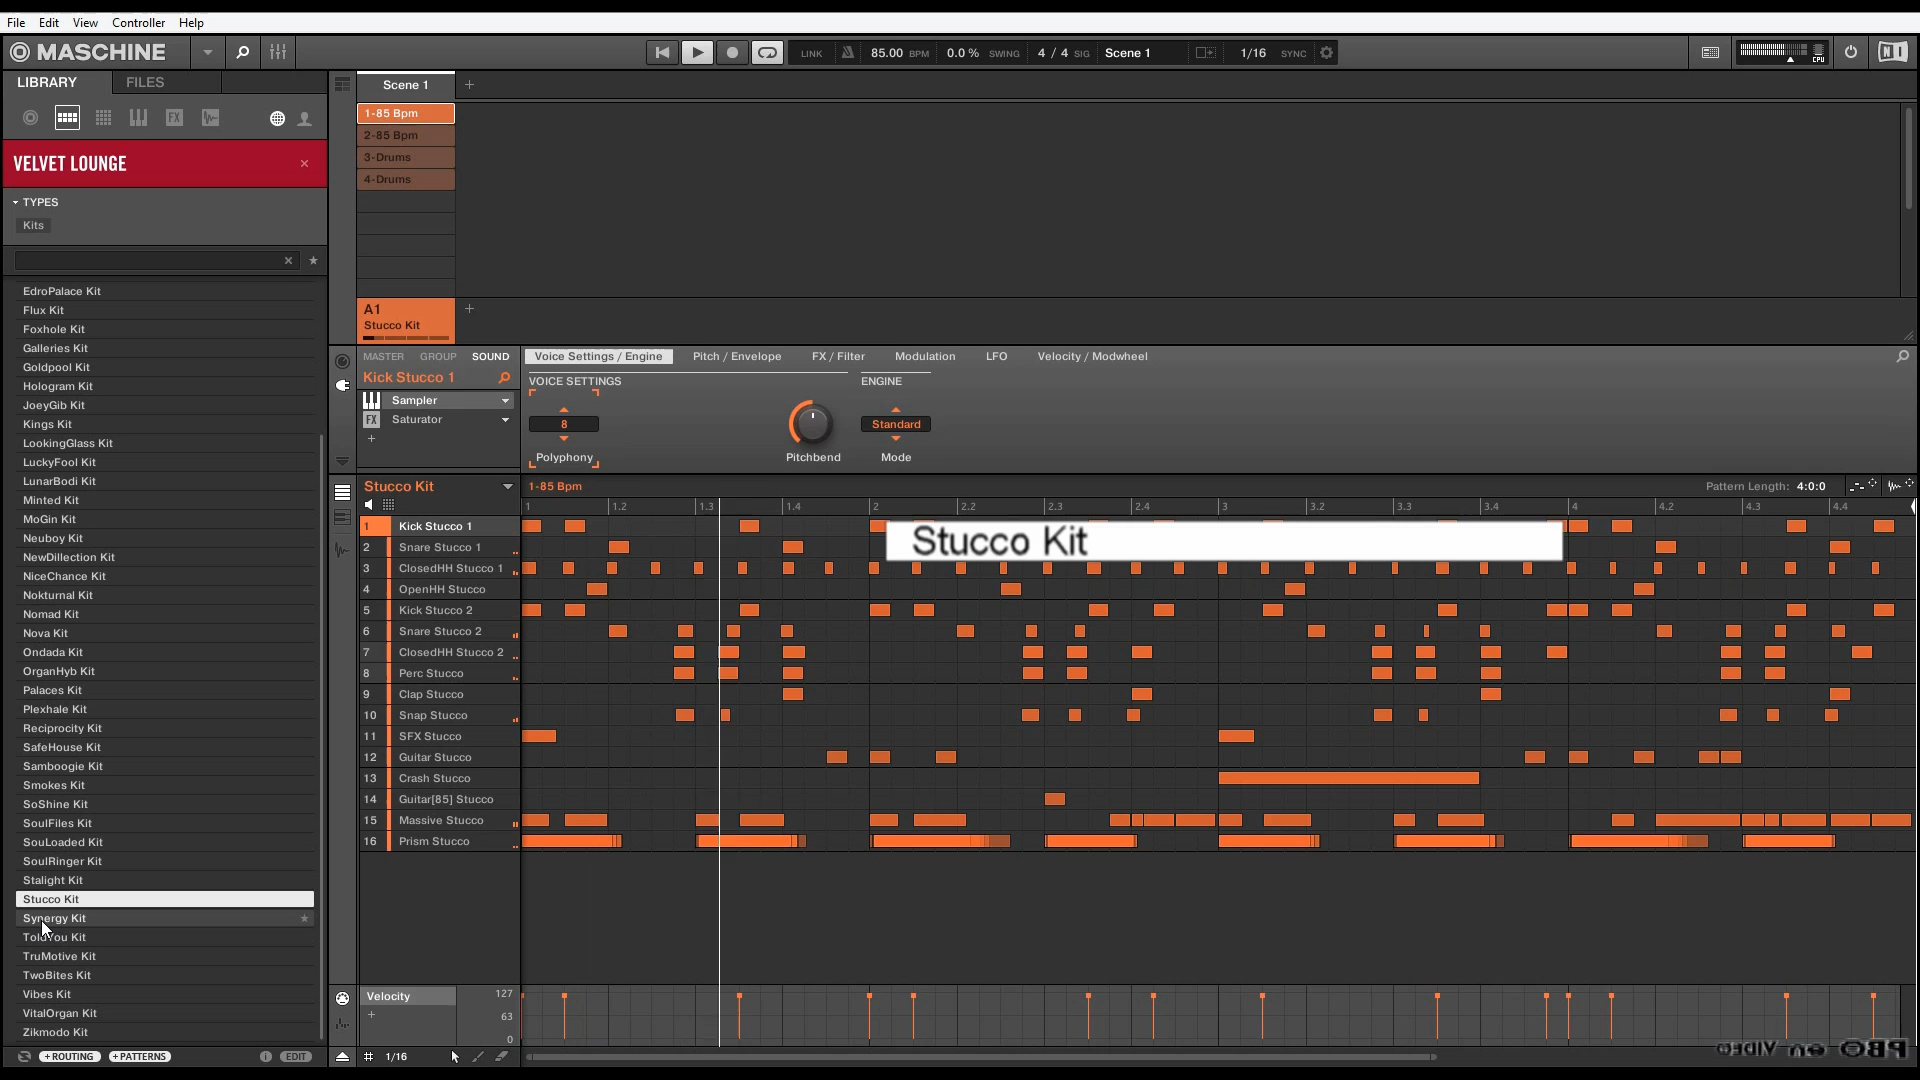 File Edit View Controller Help
MASCHINE
LINK 85.00 BPM 0.0 % SWING 4 / 4 SIG Scene 1 1/16 SYNC CPU
LIBRARY FILES
VELVET LOUNGE
TYPES
Kits
EdroPalace Kit
Flux Kit
Foxhole Kit
Galleries Kit
Goldpool Kit
Hologram Kit
JoeyGib Kit
Kings Kit
LookingGlass Kit
LuckyFool Kit
LunarBodi Kit
Minted Kit
MoGin Kit
Neuboy Kit
NewDillection Kit
NiceChance Kit
Nokturnal Kit
Nomad Kit
Nova Kit
Ondada Kit
OrganHyb Kit
Palaces Kit
Plexhale Kit
Reciprocity Kit
SafeHouse Kit
Samboogie Kit
Smokes Kit
SoShine Kit
SoulFiles Kit
SouLoaded Kit
SoulRinger Kit
Stalight Kit
Stucco Kit
Synergy Kit
ToldYou Kit
TruMotive Kit
TwoBites Kit
Vibes Kit
VitalOrgan Kit
Zikmodo Kit
+ROUTING +PATTERNS EDIT
Scene 1 +
1-85 Bpm
2-85 Bpm
3-Drums
4-Drums
A1 +
Stucco Kit
MASTER GROUP SOUND
Kick Stucco 1
Sampler
FX Saturator
+
Voice Settings / Engine Pitch / Envelope FX / Filter Modulation LFO Velocity / Modwheel
VOICE SETTINGS ENGINE
8 Standard
Polyphony Pitchbend Mode
Stucco Kit 1-85 Bpm Pattern Length: 4:0:0
1 1.2 1.3 1.4 2 2.2 2.3 2.4 3 3.2 3.3 3.4 4 4.2 4.3 4.4
Stucco Kit
1 Kick Stucco 1
2 Snare Stucco 1
3 ClosedHH Stucco 1
4 OpenHH Stucco
5 Kick Stucco 2
6 Snare Stucco 2
7 ClosedHH Stucco 2
8 Perc Stucco
9 Clap Stucco
10 Snap Stucco
11 SFX Stucco
12 Guitar Stucco
13 Crash Stucco
14 Guitar[85] Stucco
15 Massive Stucco
16 Prism Stucco
Velocity 127
+ 63
0
1/16
PBO en VIDEO